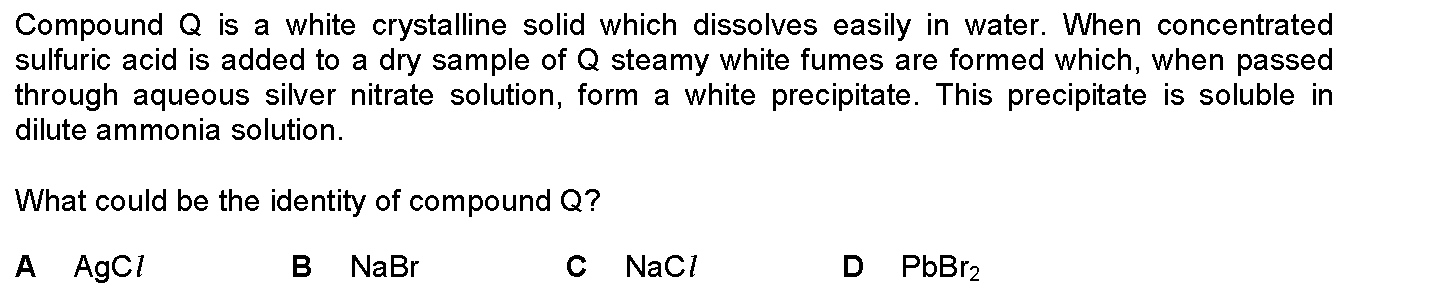 Compound Q is a white crystalline solid which dissolves easily in water. When concentrated
sulfuric acid is added to a dry sample of Q steamy white fumes are formed which, when passed
through aqueous silver nitrate solution, form a white precipitate. This precipitate is soluble in
dilute ammonia solution.
What could be the identity of compound Q?
A AgCl B NaBr C NaCl D PbBr₂